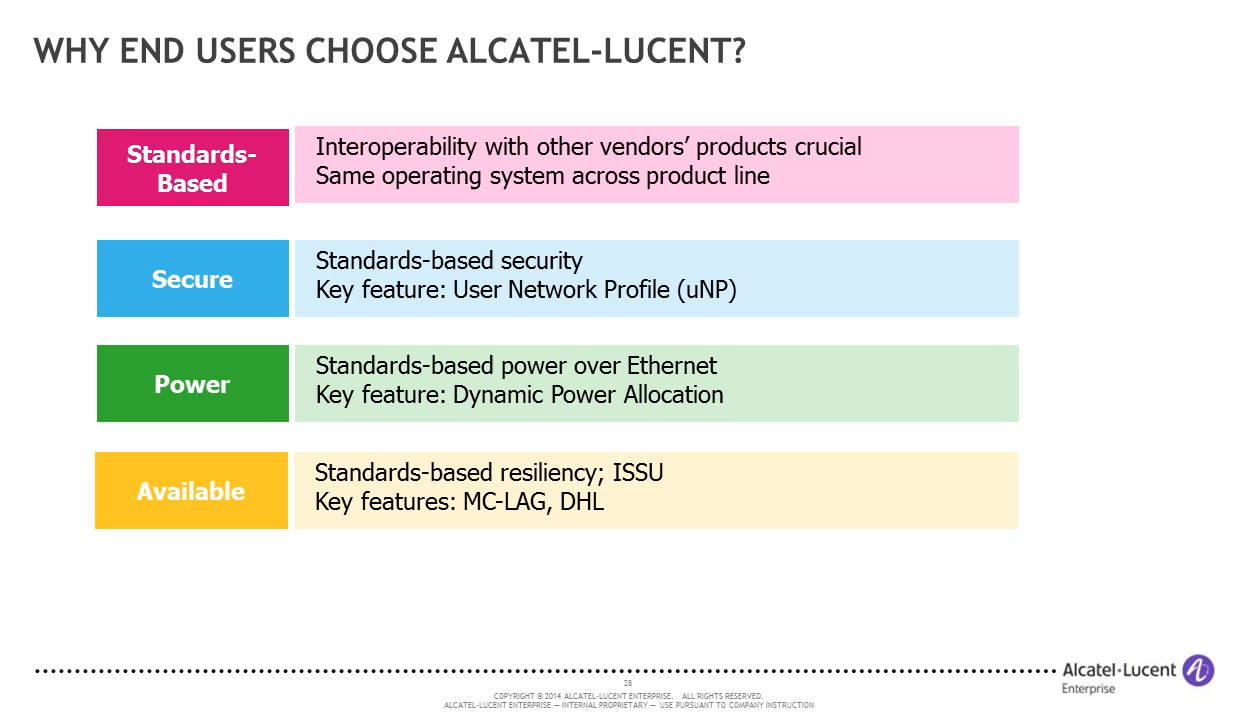 WHY END USERS CHOOSE ALCATEL-LUCENT?
Standards-
Based
Interoperability with other vendors’ products crucial
Same operating system across product line
Secure
Standards-based security
Key feature: User Network Profile (uNP)
Power
Standards-based power over Ethernet
Key feature: Dynamic Power Allocation
Available
Standards-based resiliency; ISSU
Key features: MC-LAG, DHL
Alcatel·Lucent
Enterprise
28
COPYRIGHT © 2014 ALCATEL-LUCENT ENTERPRISE. ALL RIGHTS RESERVED.
ALCATEL-LUCENT ENTERPRISE — INTERNAL PROPRIETARY — USE PURSUANT TO COMPANY INSTRUCTION